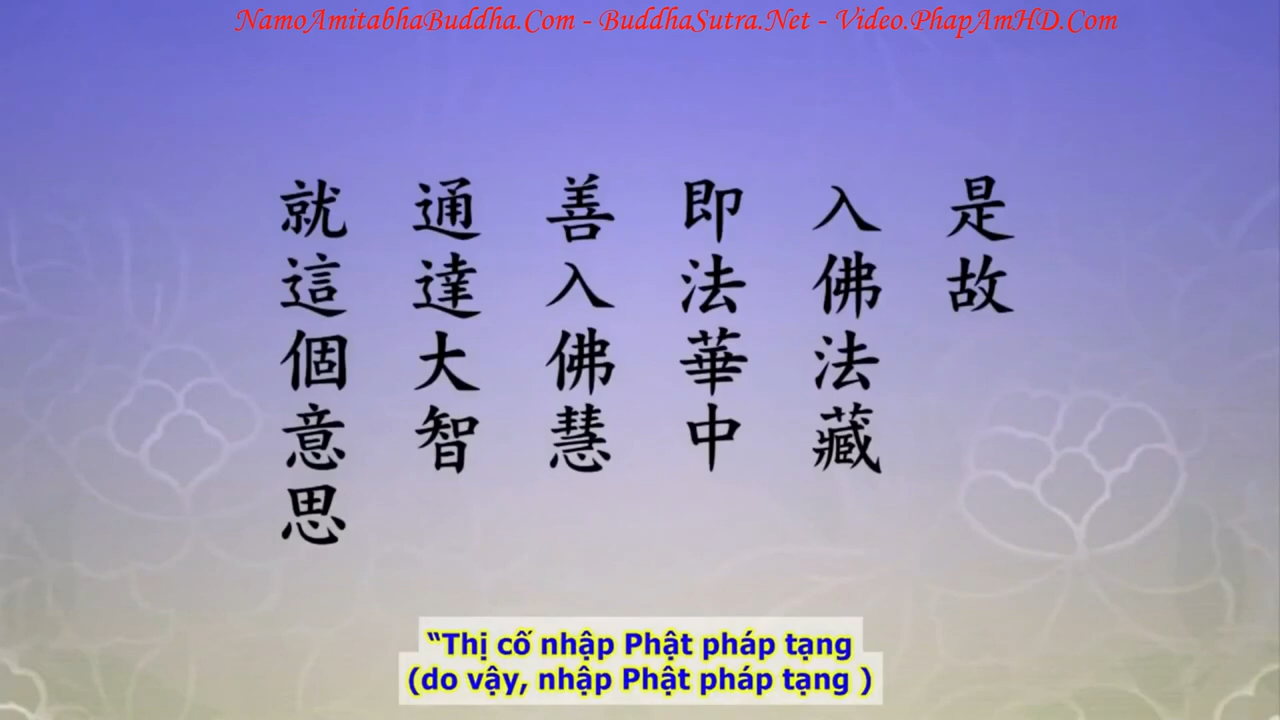 NamoAmitabhaBuddha.Com - BuddhaSutra.Net - Video.PhapAmHD.Com
是故
入佛法藏
即法華中
善入佛慧
通達大智
就這個意思
“Thị cố nhập Phật pháp tạng
(do vậy, nhập Phật pháp tạng )